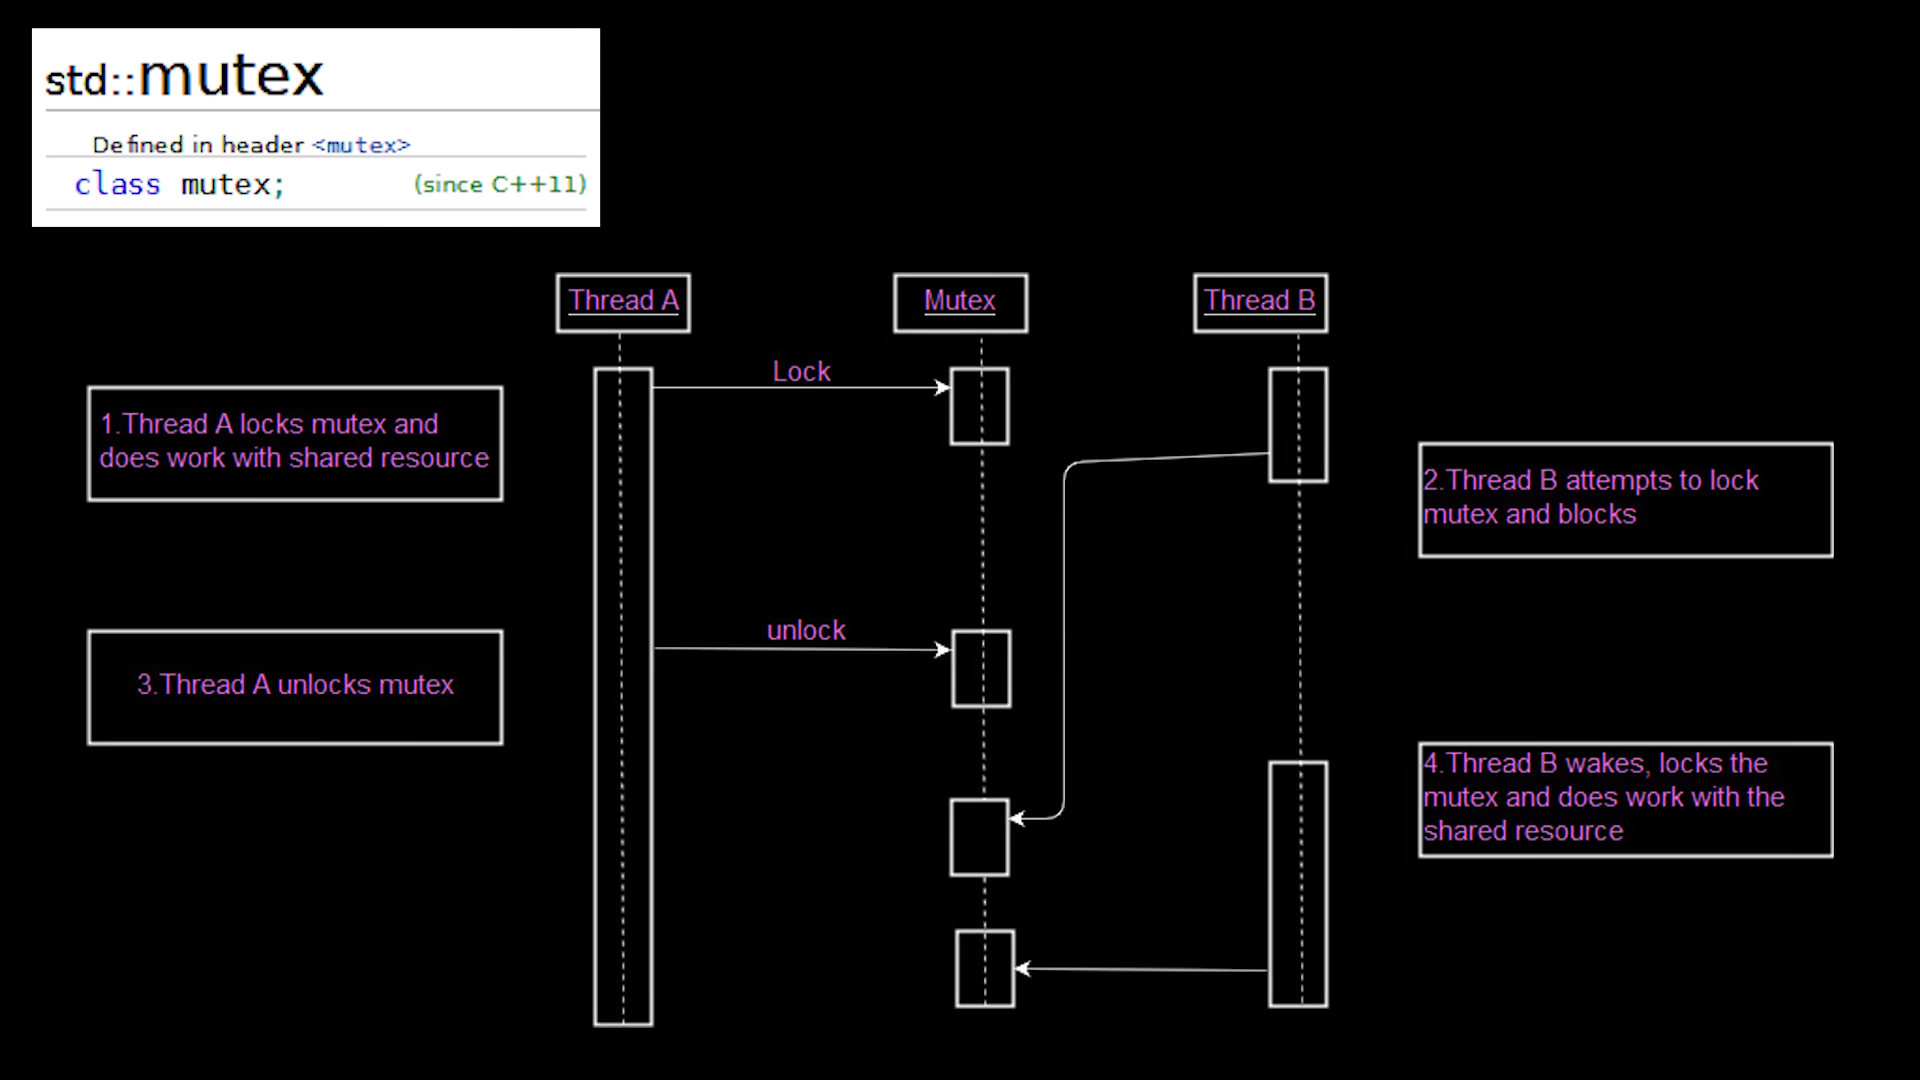 std::mutex
Defined in header <mutex>
class mutex; (since C++11)
Thread A
Mutex
Thread B
Lock
1.Thread A locks mutex and
does work with shared resource
2.Thread B attempts to lock
mutex and blocks
unlock
3.Thread A unlocks mutex
4.Thread B wakes, locks the
mutex and does work with the
shared resource